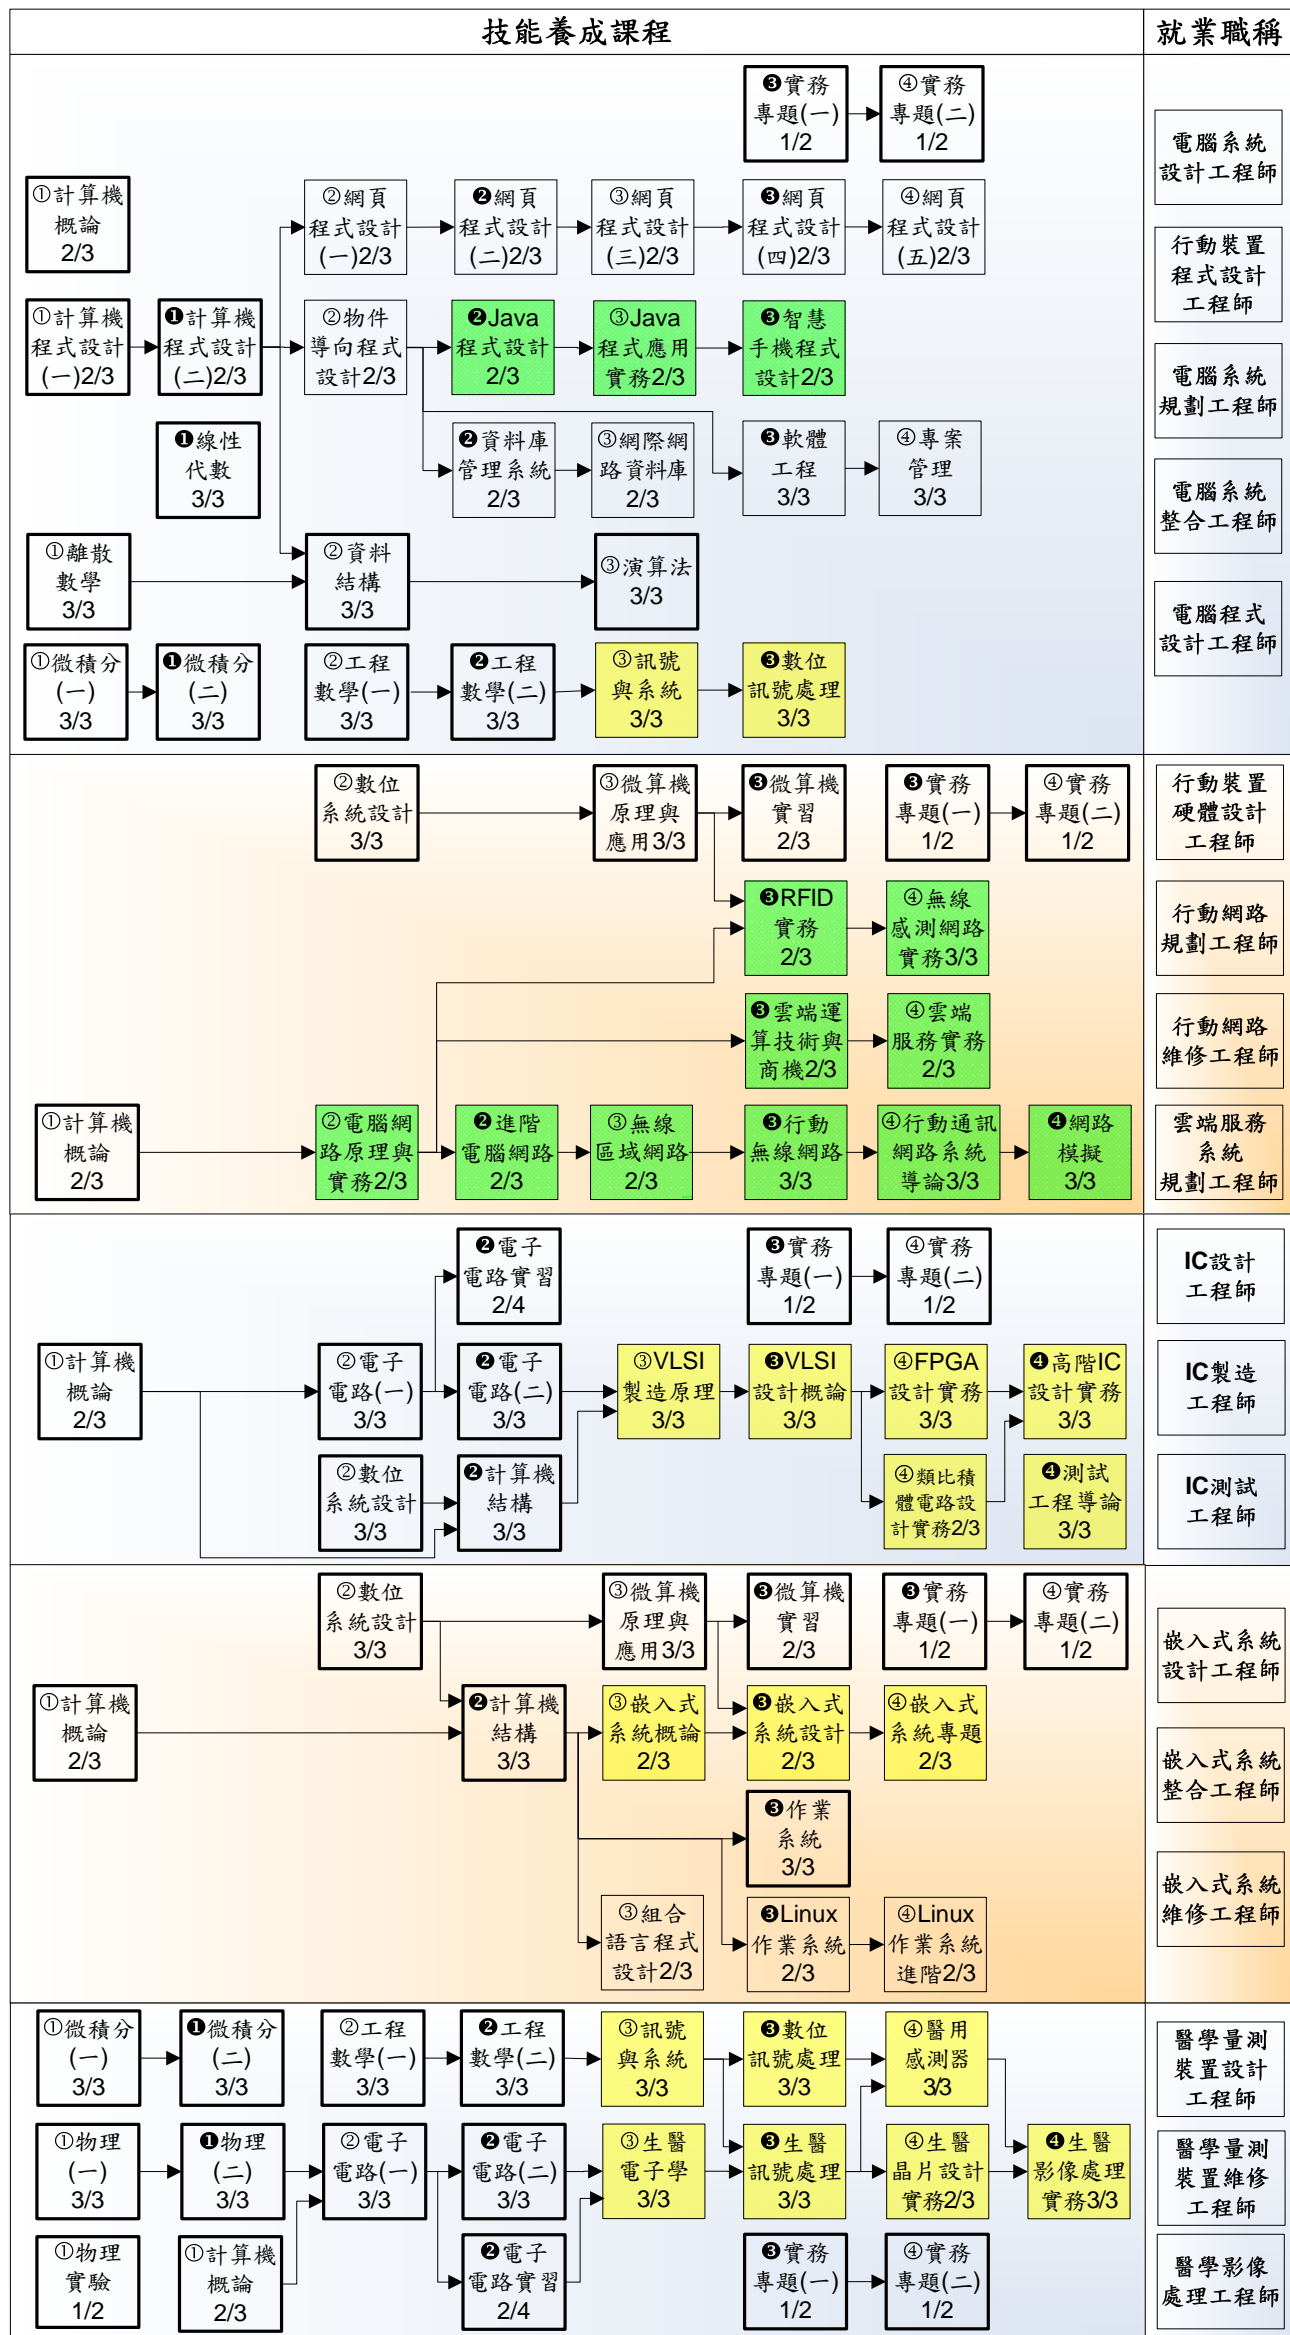 技能養成課程
就業職稱
❸實務
專題(一)
1/2
④實務
專題(二)
1/2
①計算機
概論
2/3
②網頁
程式設計
(一)2/3
❷網頁
程式設計
(二)2/3
③網頁
程式設計
(三)2/3
❸網頁
程式設計
(四)2/3
④網頁
程式設計
(五)2/3
①計算機
程式設計
(一)2/3
❶計算機
程式設計
(二)2/3
②物件
導向程式
設計2/3
❷Java
程式設計
2/3
③Java
程式應用
實務2/3
❸智慧
手機程式
設計2/3
❶線性
代數
3/3
❷資料庫
管理系統
2/3
③網際網
路資料庫
2/3
❸軟體
工程
3/3
④專案
管理
3/3
①離散
數學
3/3
②資料
結構
3/3
③演算法
3/3
①微積分
(一)
3/3
❶微積分
(二)
3/3
②工程
數學(一)
3/3
❷工程
數學(二)
3/3
③訊號
與系統
3/3
❸數位
訊號處理
3/3
電腦系統
設計工程師
行動裝置
程式設計
工程師
電腦系統
規劃工程師
電腦系統
整合工程師
電腦程式
設計工程師
②數位
系統設計
3/3
③微算機
原理與
應用3/3
❸微算機
實習
2/3
❸實務
專題(一)
1/2
④實務
專題(二)
1/2
❸RFID
實務
2/3
④無線
感測網路
實務3/3
❸雲端運
算技術與
商機2/3
④雲端
服務實務
2/3
①計算機
概論
2/3
②電腦網
路原理與
實務2/3
❷進階
電腦網路
2/3
③無線
區域網路
2/3
❸行動
無線網路
3/3
④行動通訊
網路系統
導論3/3
❹網路
模擬
3/3
行動裝置
硬體設計
工程師
行動網路
規劃工程師
行動網路
維修工程師
雲端服務
系統
規劃工程師
❷電子
電路實習
2/4
❸實務
專題(一)
1/2
④實務
專題(二)
1/2
①計算機
概論
2/3
②電子
電路(一)
3/3
❷電子
電路(二)
3/3
③VLSI
製造原理
3/3
❸VLSI
設計概論
3/3
④FPGA
設計實務
3/3
❹高階IC
設計實務
3/3
②數位
系統設計
3/3
❷計算機
結構
3/3
④類比積
體電路設
計實務2/3
❹測試
工程導論
3/3
IC設計
工程師
IC製造
工程師
IC測試
工程師
②數位
系統設計
3/3
③微算機
原理與
應用3/3
❸微算機
實習
2/3
❸實務
專題(一)
1/2
④實務
專題(二)
1/2
①計算機
概論
2/3
❷計算機
結構
3/3
③嵌入式
系統概論
2/3
❸嵌入式
系統設計
2/3
④嵌入式
系統專題
2/3
❸作業
系統
3/3
③組合
語言程式
設計2/3
❸Linux
作業系統
2/3
④Linux
作業系統
進階2/3
嵌入式系統
設計工程師
嵌入式系統
整合工程師
嵌入式系統
維修工程師
①微積分
(一)
3/3
❶微積分
(二)
3/3
②工程
數學(一)
3/3
❷工程
數學(二)
3/3
③訊號
與系統
3/3
❸數位
訊號處理
3/3
④醫用
感測器
3/3
①物理
(一)
3/3
❶物理
(二)
3/3
②電子
電路(一)
3/3
❷電子
電路(二)
3/3
③生醫
電子學
3/3
❸生醫
訊號處理
3/3
④生醫
晶片設計
實務2/3
❹生醫
影像處理
實務3/3
①物理
實驗
1/2
①計算機
概論
2/3
❷電子
電路實習
2/4
❸實務
專題(一)
1/2
④實務
專題(二)
1/2
醫學量測
裝置設計
工程師
醫學量測
裝置維修
工程師
醫學影像
處理工程師